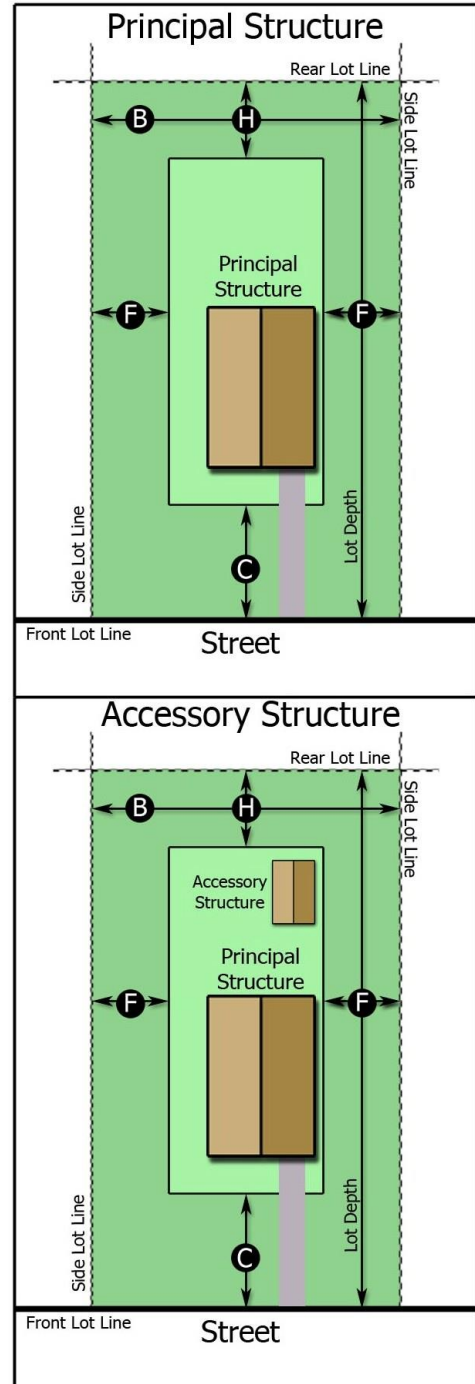 Principal Structure
Rear Lot Line
B
H
Side Lot Line
Principal
Structure
F
F
Side Lot Line
Lot Depth
C
Front Lot Line
Street
Accessory Structure
Rear Lot Line
B
H
Side Lot Line
Accessory
Structure
Principal
Structure
F
F
Side Lot Line
Lot Depth
C
Front Lot Line
Street